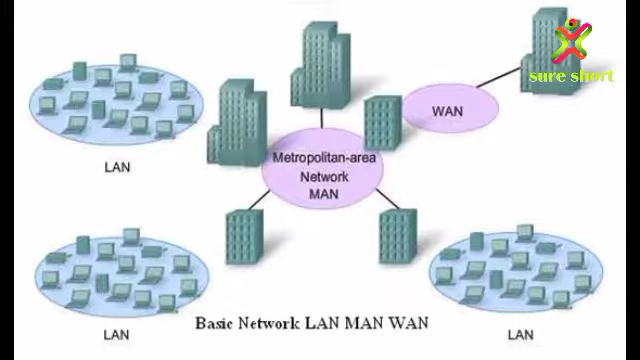 sure short
WAN
LAN
Metropolitan-area
Network
MAN
Basic Network LAN MAN WAN
LAN
LAN